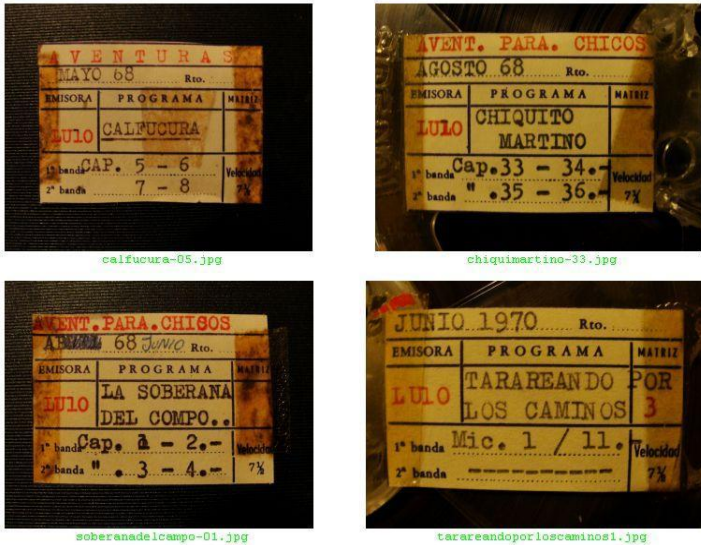 AVENTURAS
MAYO 68 Rto.
EMISORA PROGRAMA MATRIZ
LU10 CALFUCURA
1ª banda CAP. 5 - 6 Velocidad
2ª banda 7 - 8 7½
calfucura-05.jpg
AVENT. PARA. CHICOS
AGOSTO 68 Rto.
EMISORA PROGRAMA MATRIZ
LU10 CHIQUITO
MARTINO
1ª banda Cap.33 - 34.- Velocidad
2ª banda " .35 - 36.- 7½
chiquimartino-33.jpg
AVENT.PARA.CHICOS
68 JUNIO Rto.
EMISORA PROGRAMA MATRIZ
LU10 LA SOBERANA
DEL COMPO..
1ª banda Cap. 1 - 2.- Velocidad
2ª banda " . 3 - 4.- 7½
soberanadelcampo-01.jpg
JUNIO 1970 Rto.
EMISORA PROGRAMA MATRIZ
LU10 TARAREANDO POR
LOS CAMINOS 3
1ª banda Mic. 1 / 11.- Velocidad
2ª banda --------- 7½
tarareandoporloscaminos1.jpg